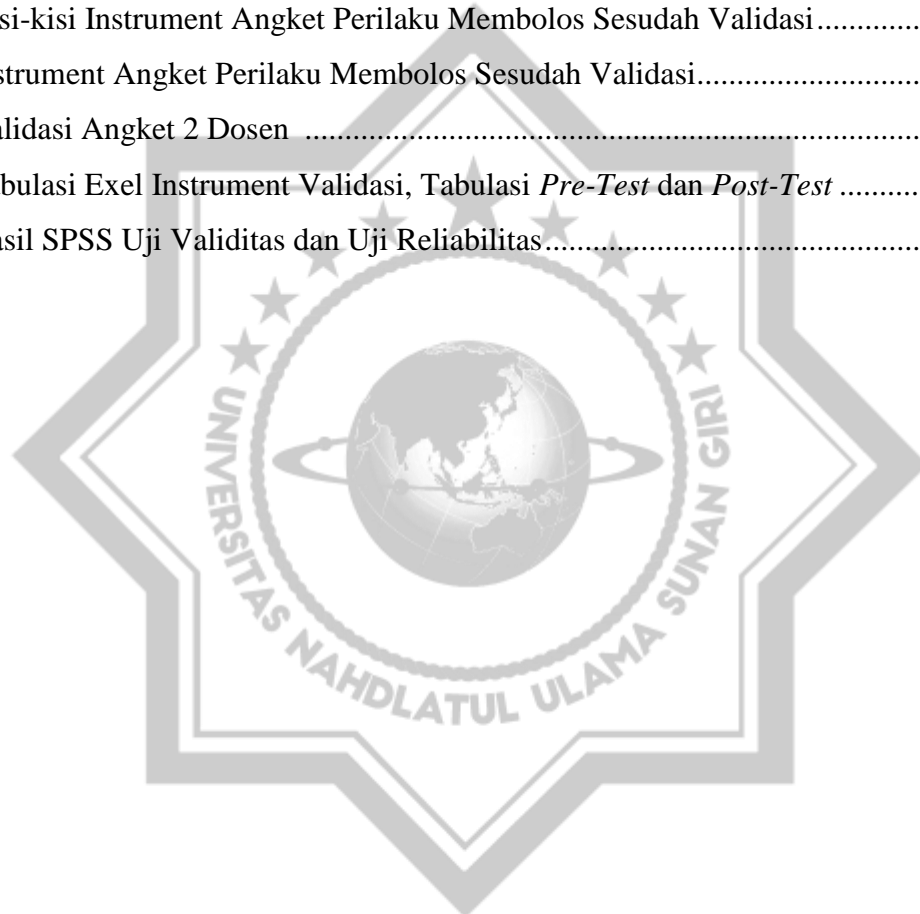 si-kisi Instrument Angket Perilaku Membolos Sesudah Validasi.............
strument Angket Perilaku Membolos Sesudah Validasi.............................
alidasi Angket 2 Dosen ................................................................................
bulasi Exel Instrument Validasi, Tabulasi Pre-Test dan Post-Test ..........
asil SPSS Uji Validitas dan Uji Reliabilitas.................................................
UNIVERSITAS NAHDLATUL ULAMA SUNAN GIRI